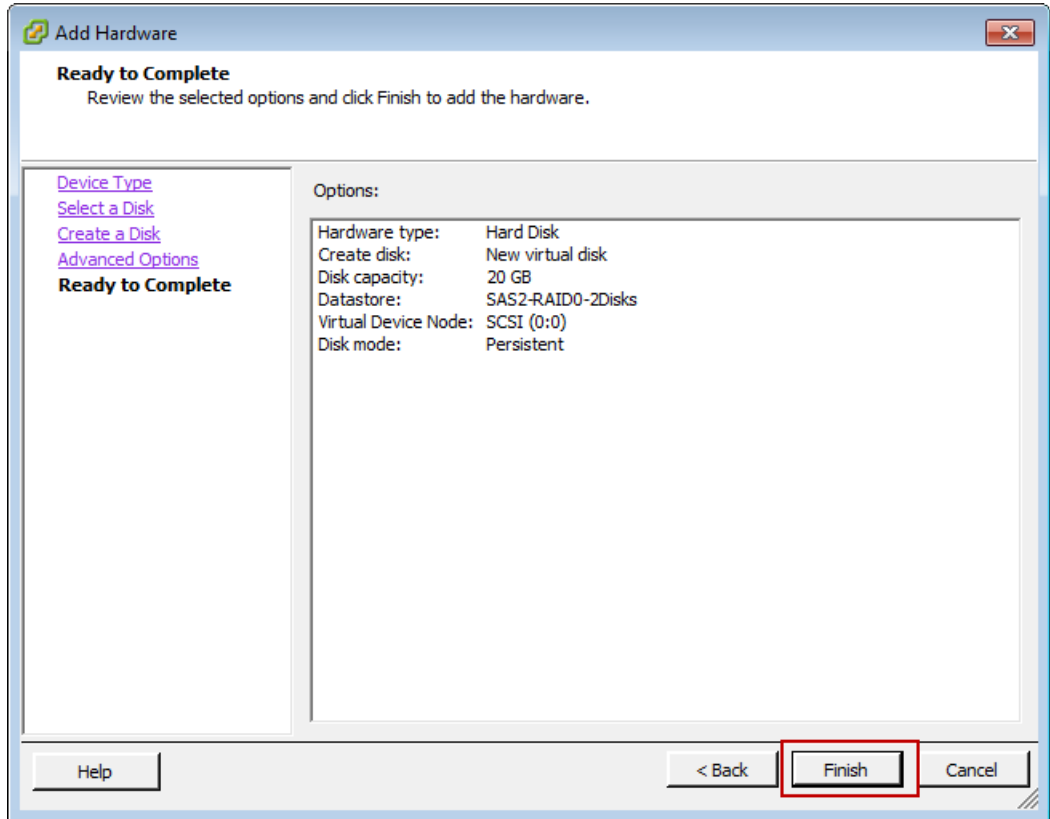 Add Hardware
Ready to Complete
Review the selected options and click Finish to add the hardware.
Device Type
Select a Disk
Create a Disk
Advanced Options
Ready to Complete
Options:
Hardware type: Hard Disk
Create disk: New virtual disk
Disk capacity: 20 GB
Datastore: SAS2-RAID0-2Disks
Virtual Device Node: SCSI (0:0)
Disk mode: Persistent
Help
< Back
Finish
Cancel